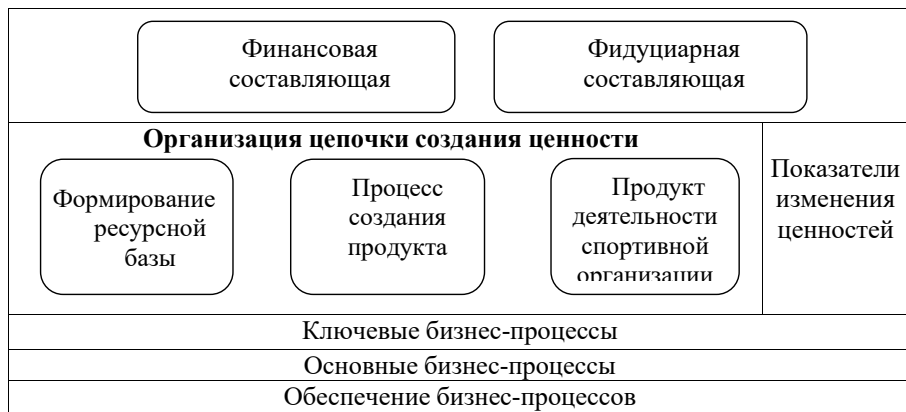 Финансовая
составляющая
Фидуциарная
составляющая
Организация цепочки создания ценности
Формирование
ресурсной
базы
Процесс
создания
продукта
Продукт
деятельности
спортивной
организации
Показатели
изменения
ценностей
Ключевые бизнес-процессы
Основные бизнес-процессы
Обеспечение бизнес-процессов